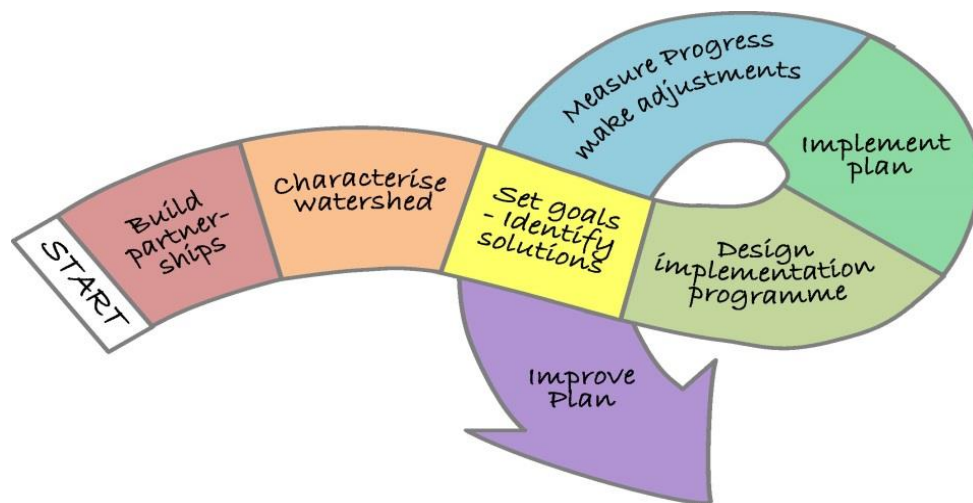 START
Build
partner-
ships
Characterise
watershed
Set goals
- Identify
solutions
Design
implementation
programme
Implement
plan
Measure Progress
make adjustments
Improve
Plan